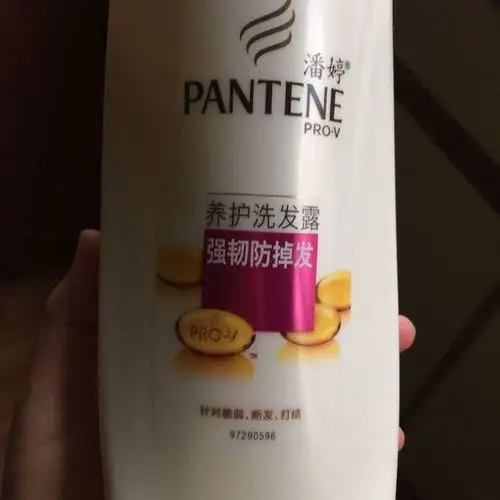 潘婷®
PANTENE
PRO-V
养护洗发露
强韧防掉发
PRO-V
TM
针对脆弱、断发、打结
97290596